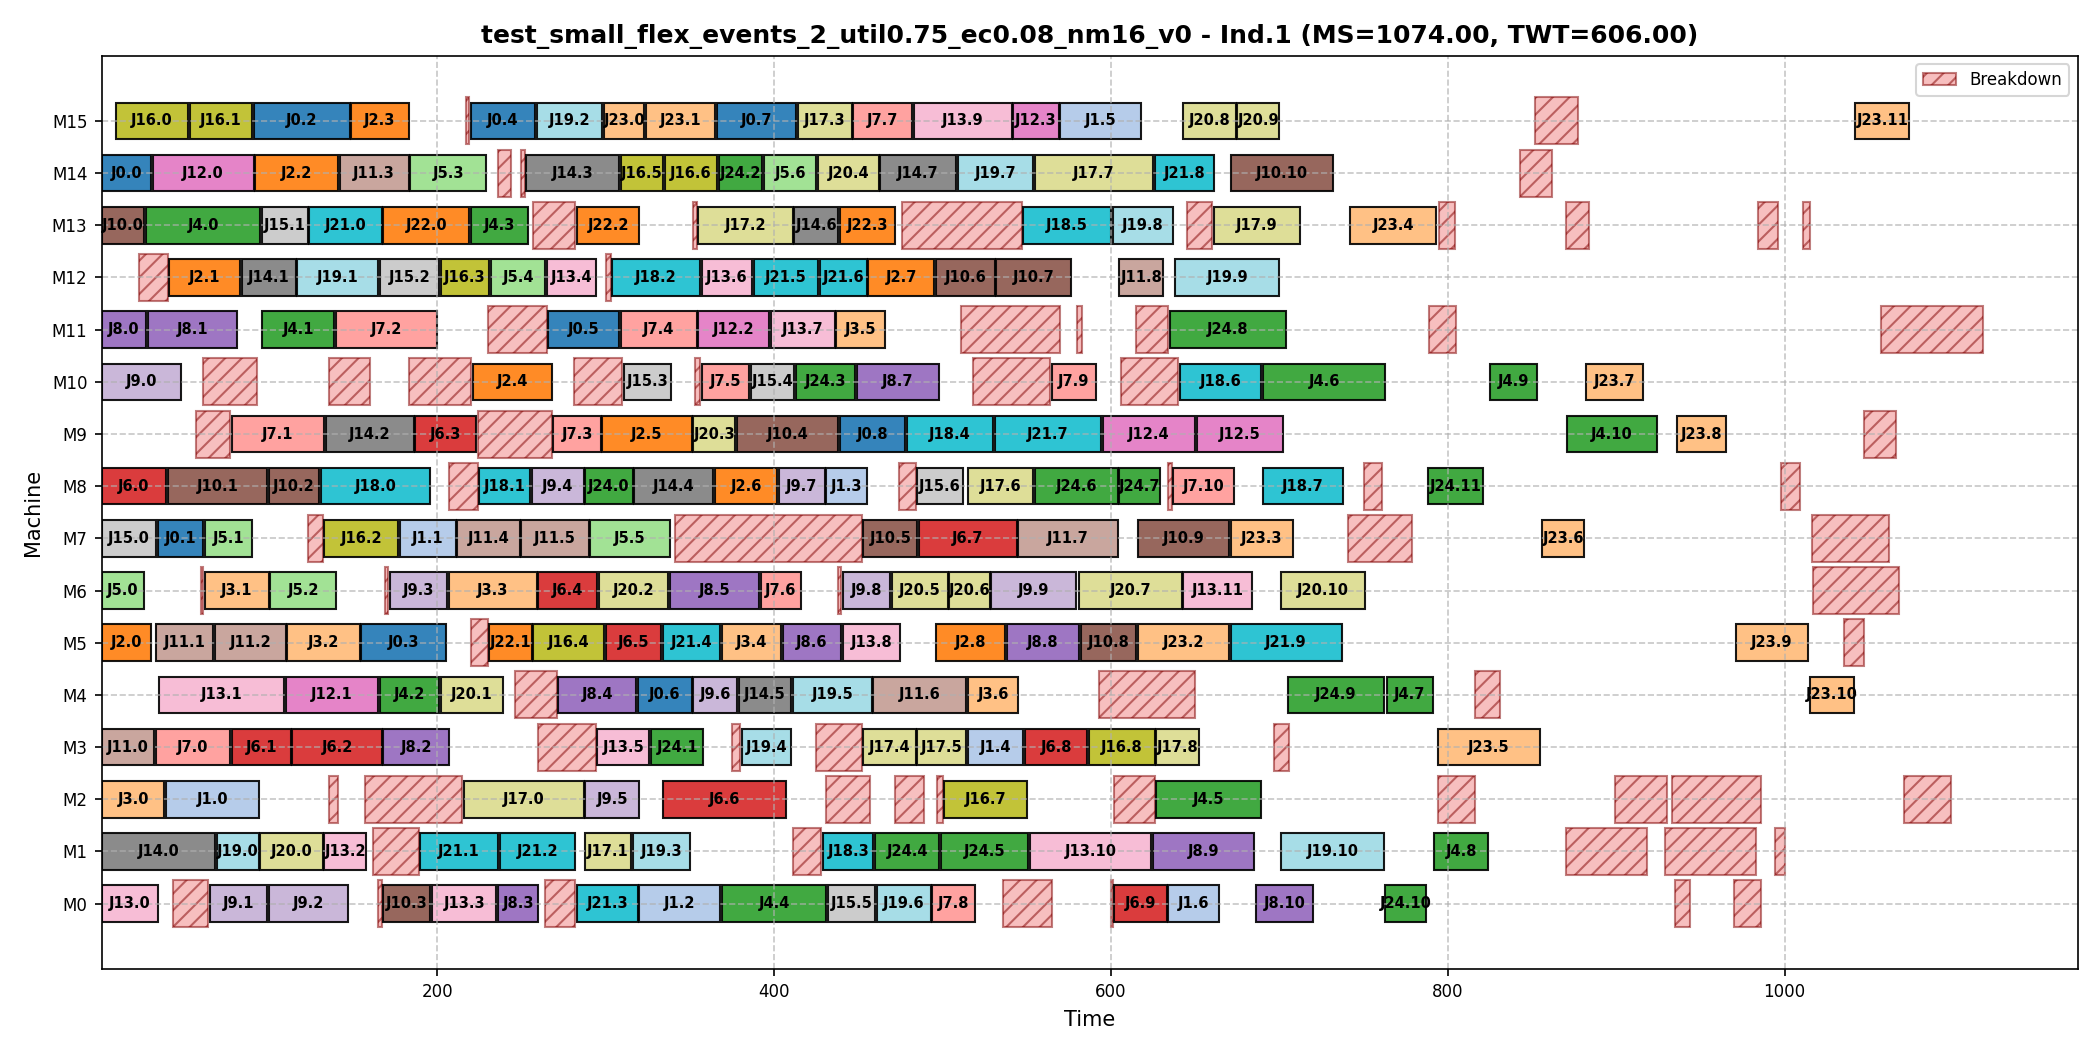 test_small_flex_events_2_util0.75_ec0.08_nm16_v0 - Ind.1 (MS=1074.00, TWT=606.00)
Breakdown
M15 J16.0 J16.1 J0.2 J2.3 J0.4 J19.2 J23.0 J23.1 J0.7 J17.3 J7.7 J13.9 J12.3 J1.5 J20.8 J20.9 J23.11
M14 J0.0 J12.0 J2.2 J11.3 J5.3 J14.3 J16.5 J16.6 J24.2 J5.6 J20.4 J14.7 J19.7 J17.7 J21.8 J10.10
M13 J10.0 J4.0 J15.1 J21.0 J22.0 J4.3 J22.2 J17.2 J14.6 J22.3 J18.5 J19.8 J17.9 J23.4
M12 J2.1 J14.1 J19.1 J15.2 J16.3 J5.4 J13.4 J18.2 J13.6 J21.5 J21.6 J2.7 J10.6 J10.7 J11.8 J19.9
M11 J8.0 J8.1 J4.1 J7.2 J0.5 J7.4 J12.2 J13.7 J3.5 J24.8
M10 J9.0 J2.4 J15.3 J7.5 J15.4 J24.3 J8.7 J7.9 J18.6 J4.6 J4.9 J23.7
M9 J7.1 J14.2 J6.3 J7.3 J2.5 J20.3 J10.4 J0.8 J18.4 J21.7 J12.4 J12.5 J4.10 J23.8
M8 J6.0 J10.1 J10.2 J18.0 J18.1 J9.4 J24.0 J14.4 J2.6 J9.7 J1.3 J15.6 J17.6 J24.6 J24.7 J7.10 J18.7 J24.11
M7 J15.0 J0.1 J5.1 J16.2 J1.1 J11.4 J11.5 J5.5 J10.5 J6.7 J11.7 J10.9 J23.3 J23.6
M6 J5.0 J3.1 J5.2 J9.3 J3.3 J6.4 J20.2 J8.5 J7.6 J9.8 J20.5 J20.6 J9.9 J20.7 J13.11 J20.10
M5 J2.0 J11.1 J11.2 J3.2 J0.3 J22.1 J16.4 J6.5 J21.4 J3.4 J8.6 J13.8 J2.8 J8.8 J10.8 J23.2 J21.9 J23.9
M4 J13.1 J12.1 J4.2 J20.1 J8.4 J0.6 J9.6 J14.5 J19.5 J11.6 J3.6 J24.9 J4.7 J23.10
M3 J11.0 J7.0 J6.1 J6.2 J8.2 J13.5 J24.1 J19.4 J17.4 J17.5 J1.4 J6.8 J16.8 J17.8 J23.5
M2 J3.0 J1.0 J17.0 J9.5 J6.6 J16.7 J4.5
M1 J14.0 J19.0 J20.0 J13.2 J21.1 J21.2 J17.1 J19.3 J18.3 J24.4 J24.5 J13.10 J8.9 J19.10 J4.8
M0 J13.0 J9.1 J9.2 J10.3 J13.3 J8.3 J21.3 J1.2 J4.4 J15.5 J19.6 J7.8 J6.9 J1.6 J8.10 J24.10
200 400 600 800 1000
Time
Machine